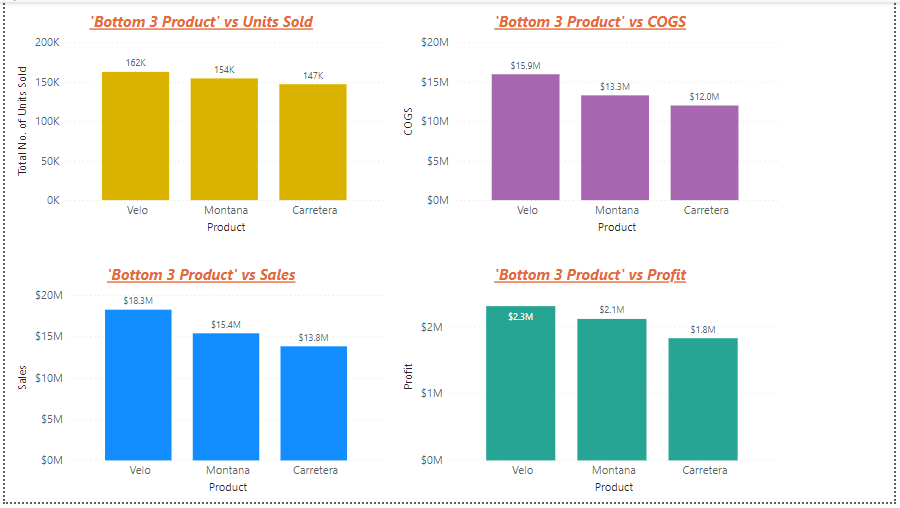 'Bottom 3 Product' vs Units Sold
200K
150K
100K
50K
0K
Total No. of Units Sold
162K
154K
147K
Velo
Montana
Carretera
Product
'Bottom 3 Product' vs COGS
$20M
$15M
$10M
$5M
$0M
COGS
$15.9M
$13.3M
$12.0M
Velo
Montana
Carretera
Product
'Bottom 3 Product' vs Sales
$20M
$15M
$10M
$5M
$0M
Sales
$18.3M
$15.4M
$13.8M
Velo
Montana
Carretera
Product
'Bottom 3 Product' vs Profit
$2M
$1M
$0M
Profit
$2.3M
$2.1M
$1.8M
Velo
Montana
Carretera
Product